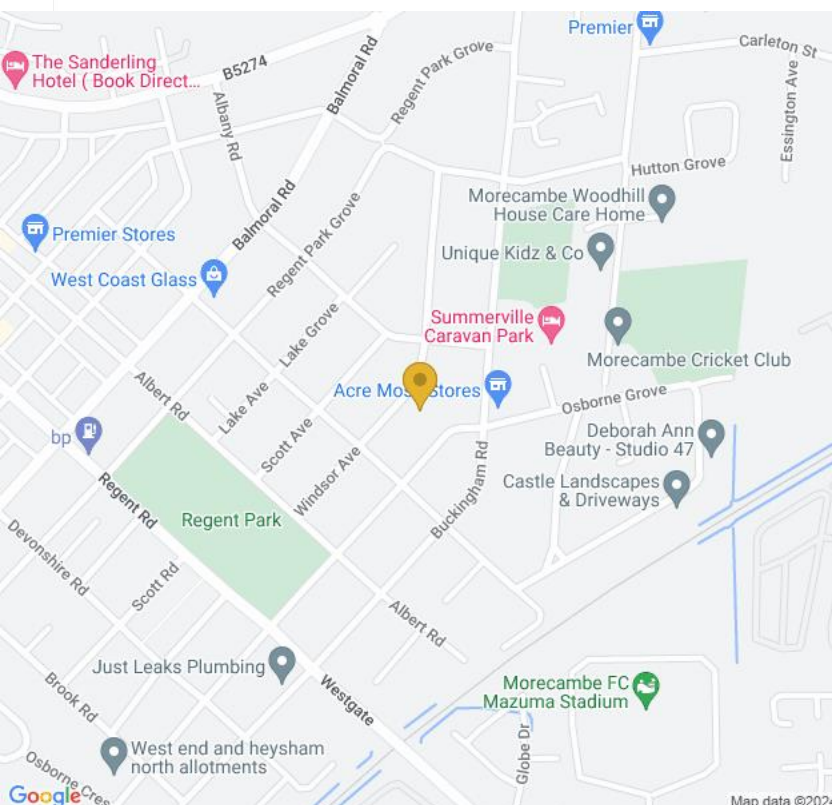 Premier
Carleton St
The Sanderling
Hotel ( Book Direct...
B5274
Balmoral Rd
Regent Park Grove
Essington Ave
Albany Rd
Hutton Grove
Morecambe Woodhill
House Care Home
Balmoral Rd
Premier Stores
Unique Kidz & Co
West Coast Glass
Regent Park Grove
Summerville
Caravan Park
Lake Grove
Morecambe Cricket Club
Albert Rd
Acre Moss Stores
Lake Ave
Osborne Grove
bp
Scott Ave
Deborah Ann
Beauty - Studio 47
Windsor Ave
Castle Landscapes
& Driveways
Regent Rd
Regent Park
Buckingham Rd
Devonshire Rd
Scott Rd
Albert Rd
Just Leaks Plumbing
Westgate
Morecambe FC
Mazuma Stadium
Brook Rd
West end and heysham
north allotments
Globe Dr
Osborne Cres
Google
Map data ©2024